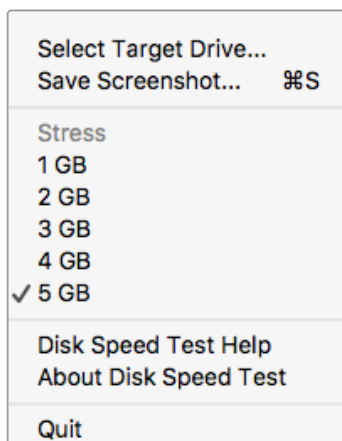 Select Target Drive...
Save Screenshot... ⌘S
Stress
1 GB
2 GB
3 GB
4 GB
✓ 5 GB
Disk Speed Test Help
About Disk Speed Test
Quit